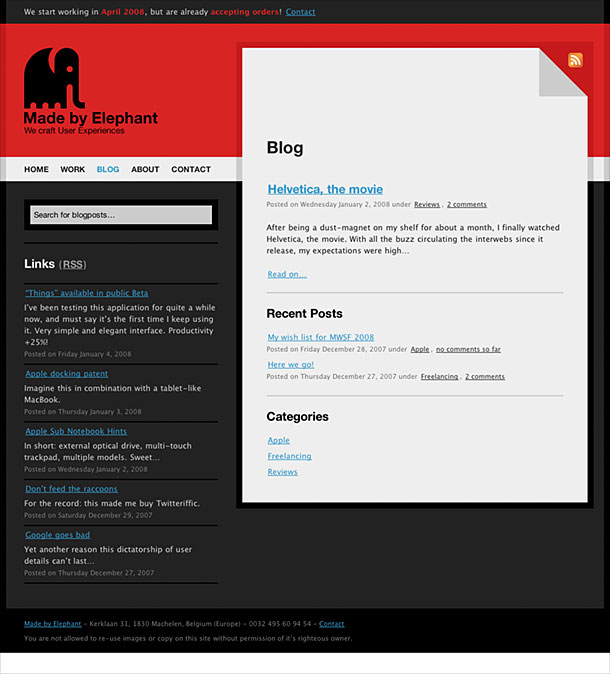 We start working in April 2008, but are already accepting orders! Contact
Made by Elephant
We craft User Experiences
HOME WORK BLOG ABOUT CONTACT
Search for blogposts...
Links (RSS)
"Things" available in public Beta
I've been testing this application for quite a while
now, and must say it's the first time I keep using
it. Very simple and elegant interface. Productivity
+25%!
Posted on Friday January 4, 2008
Apple docking patent
Imagine this in combination with a tablet-like
MacBook.
Posted on Thursday January 3, 2008
Apple Sub Notebook Hints
In short: external optical drive, multi-touch
trackpad, multiple models. Sweet...
Posted on Wednesday January 2, 2008
Don't feed the raccoons
For the record: this made me buy Twitteriffic.
Posted on Saturday December 29, 2007
Google goes bad
Yet another reason this dictatorship of user
details can't last...
Posted on Thursday December 27, 2007
Blog
Helvetica, the movie
Posted on Wednesday January 2, 2008 under Reviews , 2 comments
After being a dust-magnet on my shelf for about a month, I finally watched
Helvetica, the movie. With all the buzz circulating the interwebs since it
release, my expectations were high...
Read on...
Recent Posts
My wish list for MWSF 2008
Posted on Friday December 28, 2007 under Apple , no comments so far
Here we go!
Posted on Thursday December 27, 2007 under Freelancing , 2 comments
Categories
Apple
Freelancing
Reviews
Made by Elephant – Kerklaan 31, 1830 Machelen, Belgium (Europe) – 0032 495 60 94 54 – Contact
You are not allowed to re-use images or copy on this site without permission of it's righteous owner.